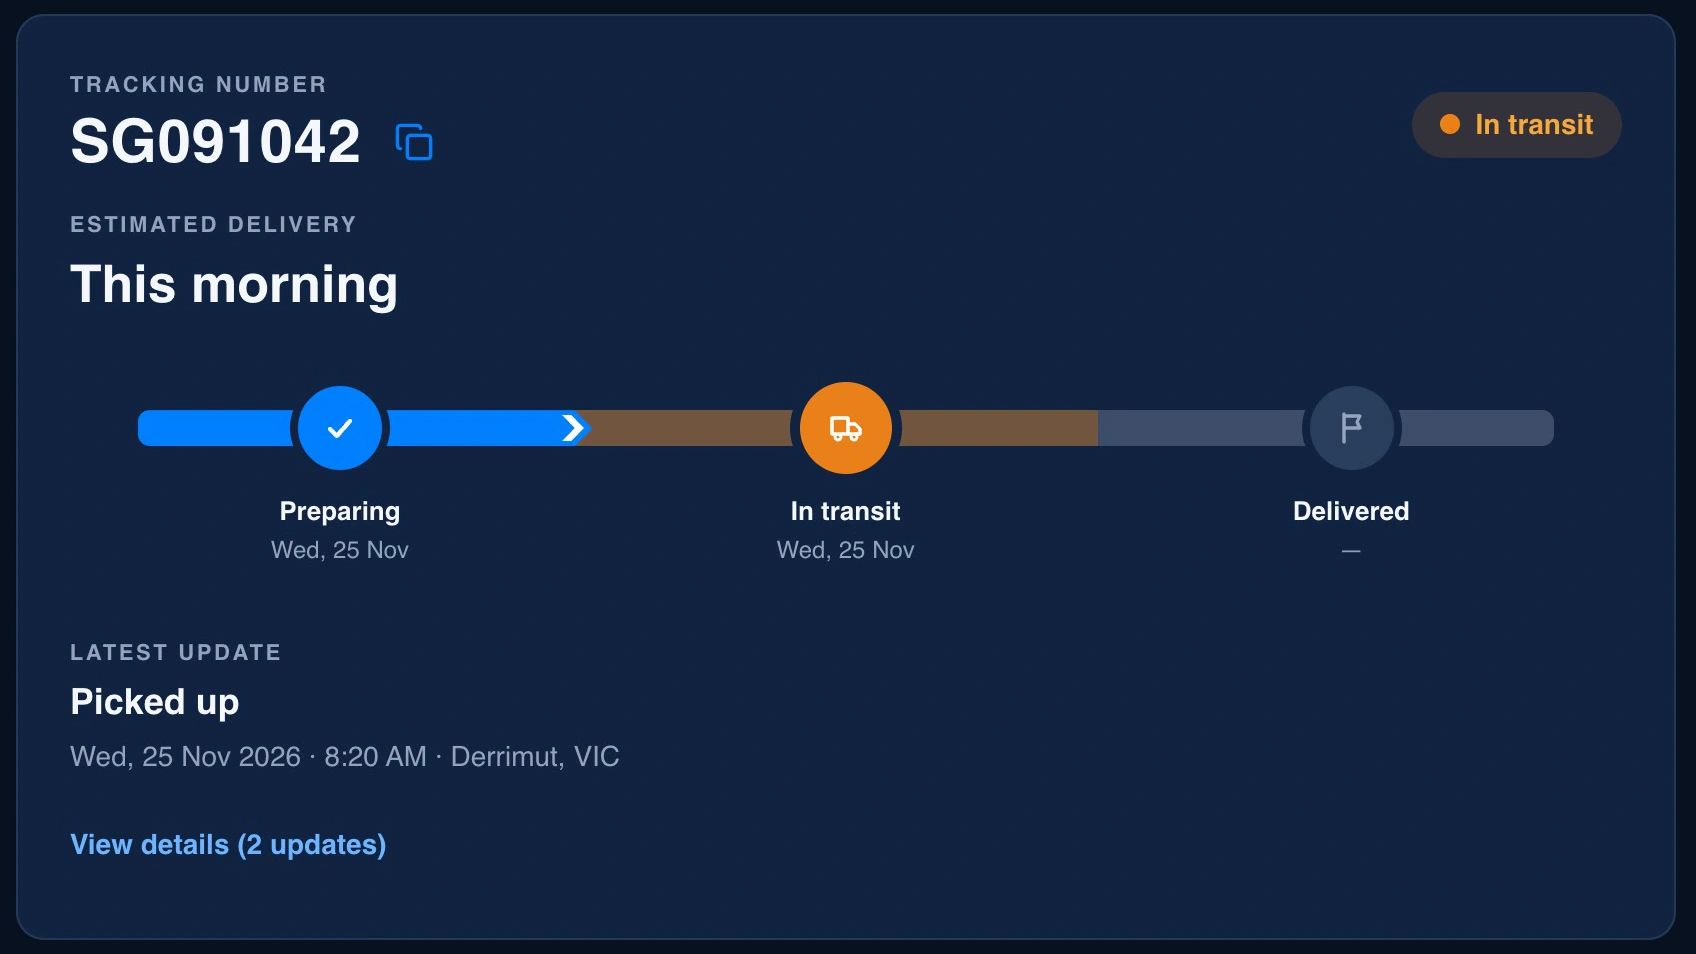 TRACKING NUMBER
SG091042
In transit
ESTIMATED DELIVERY
This morning
Preparing
Wed, 25 Nov
In transit
Wed, 25 Nov
Delivered
—
LATEST UPDATE
Picked up
Wed, 25 Nov 2026 · 8:20 AM · Derrimut, VIC
View details (2 updates)